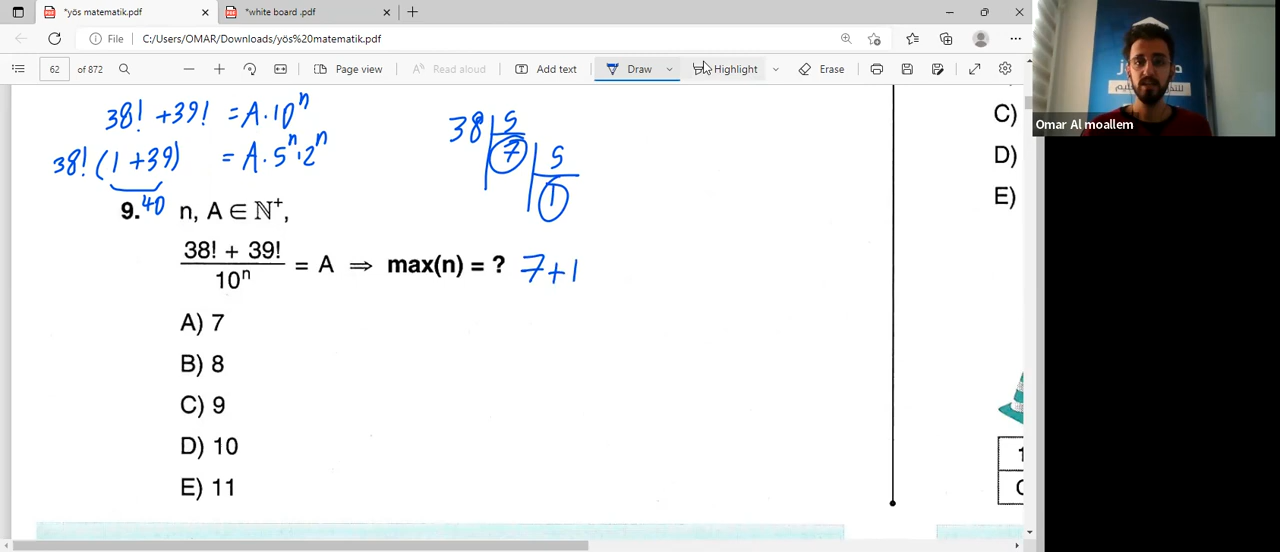 *yös matematik.pdf
*white board .pdf
File
C:/Users/OMAR/Downloads/yös%20matematik.pdf
62 of 872
Page view
Read aloud
Add text
Draw
Highlight
Erase
Omar Al moallem
38! + 39! = A·10ⁿ
38! (1 + 39) = A·5ⁿ·2ⁿ
40
38 | 5
7 | 5
1
9. n, A ∈ ℕ⁺,
38! + 39!
10ⁿ
= A ⇒ max(n) = ? 7+1
A) 7
B) 8
C) 9
D) 10
E) 11
C)
D)
E)